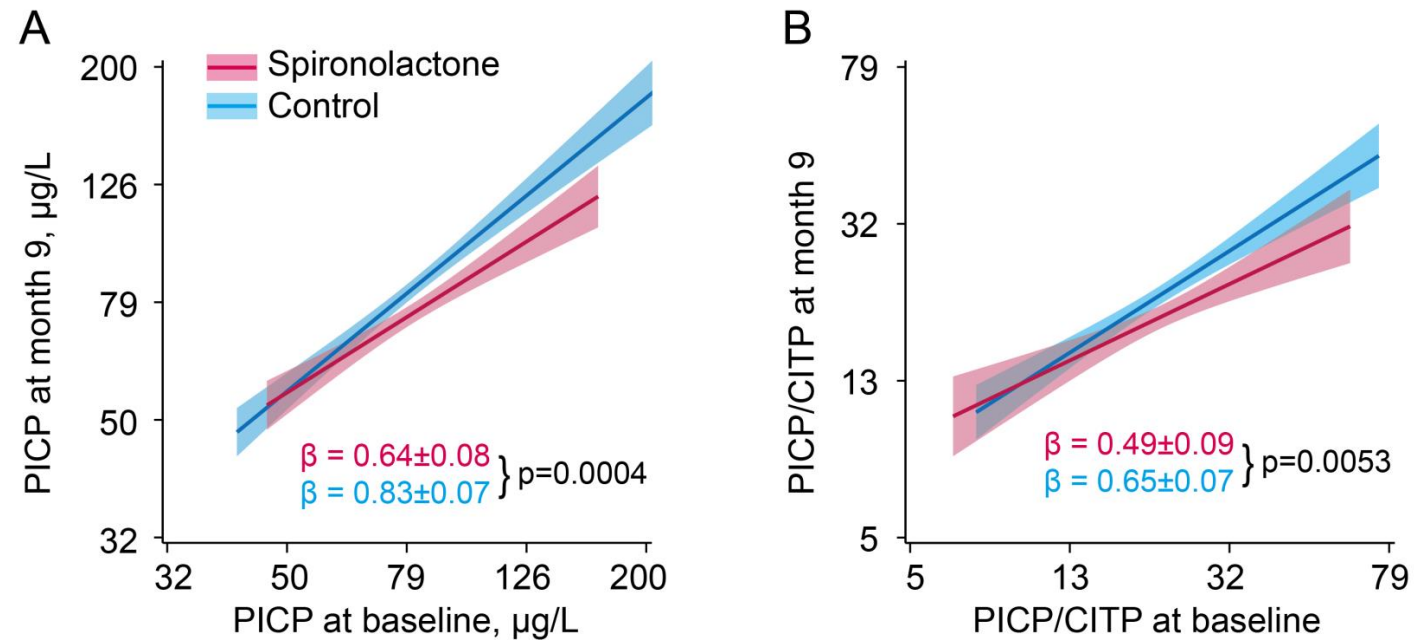 A
200
126
79
50
32
PICP at month 9, µg/L
Spironolactone
Control
β = 0.64±0.08
β = 0.83±0.07
} p=0.0004
32 50 79 126 200
PICP at baseline, µg/L
B
79
32
13
5
PICP/CITP at month 9
β = 0.49±0.09
β = 0.65±0.07
} p=0.0053
5 13 32 79
PICP/CITP at baseline